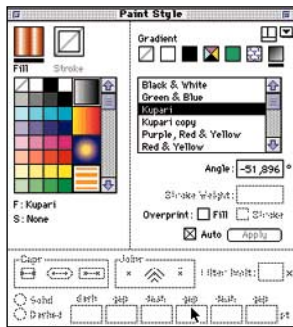 Paint Style
Gradient
Fill Stroke
Black & White
Green & Blue
Kupari
Kupari copy
Purple, Red & Yellow
Red & Yellow
Angle: -51,896 °
F: Kupari
S: None
Stroke Weight:
Overprint: Fill Stroke
Auto Apply
Caps Joins
Miter limit: x
Solid dash gap dash gap dash gap
Dashed pt